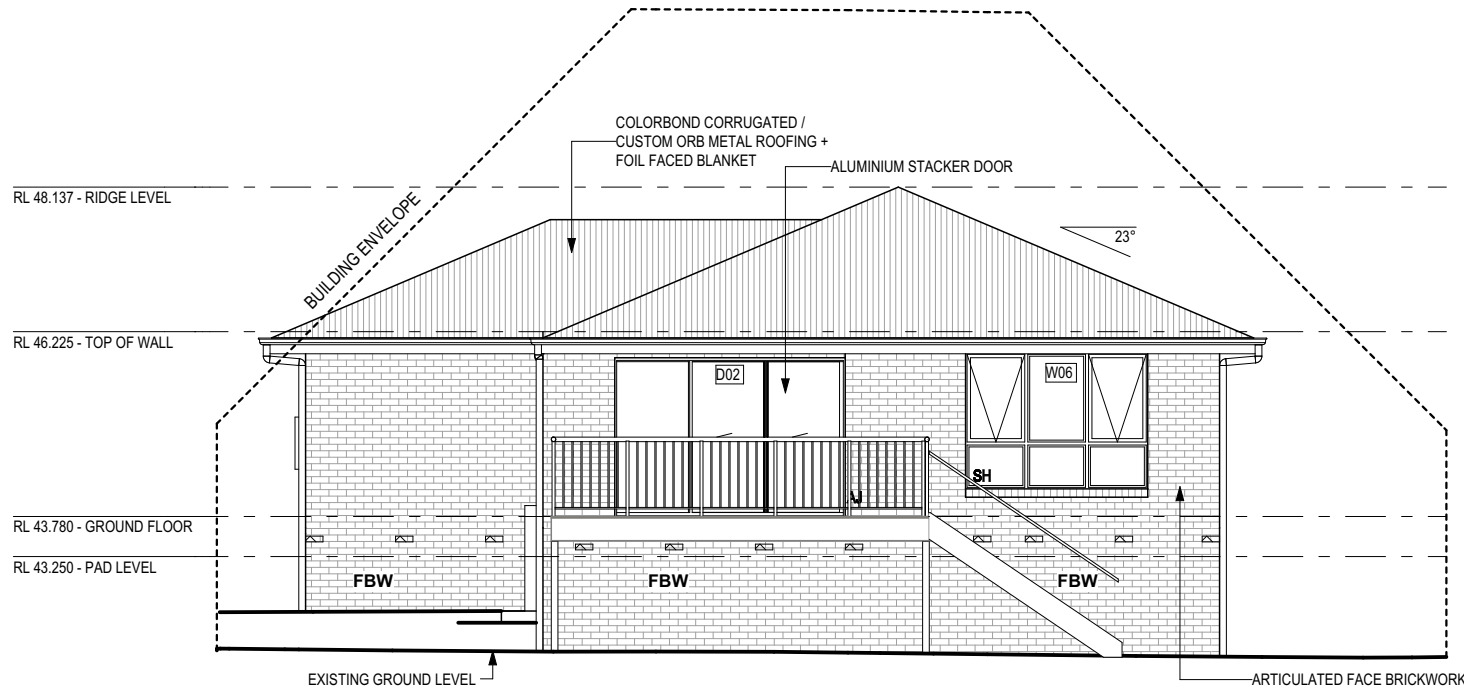 COLORBOND CORRUGATED /
CUSTOM ORB METAL ROOFING +
FOIL FACED BLANKET
ALUMINIUM STACKER DOOR
RL 48.137 - RIDGE LEVEL
BUILDING ENVELOPE
23°
RL 46.225 - TOP OF WALL
D02
W06
SH
AJ
RL 43.780 - GROUND FLOOR
RL 43.250 - PAD LEVEL
FBW
FBW
FBW
EXISTING GROUND LEVEL
ARTICULATED FACE BRICKWORK